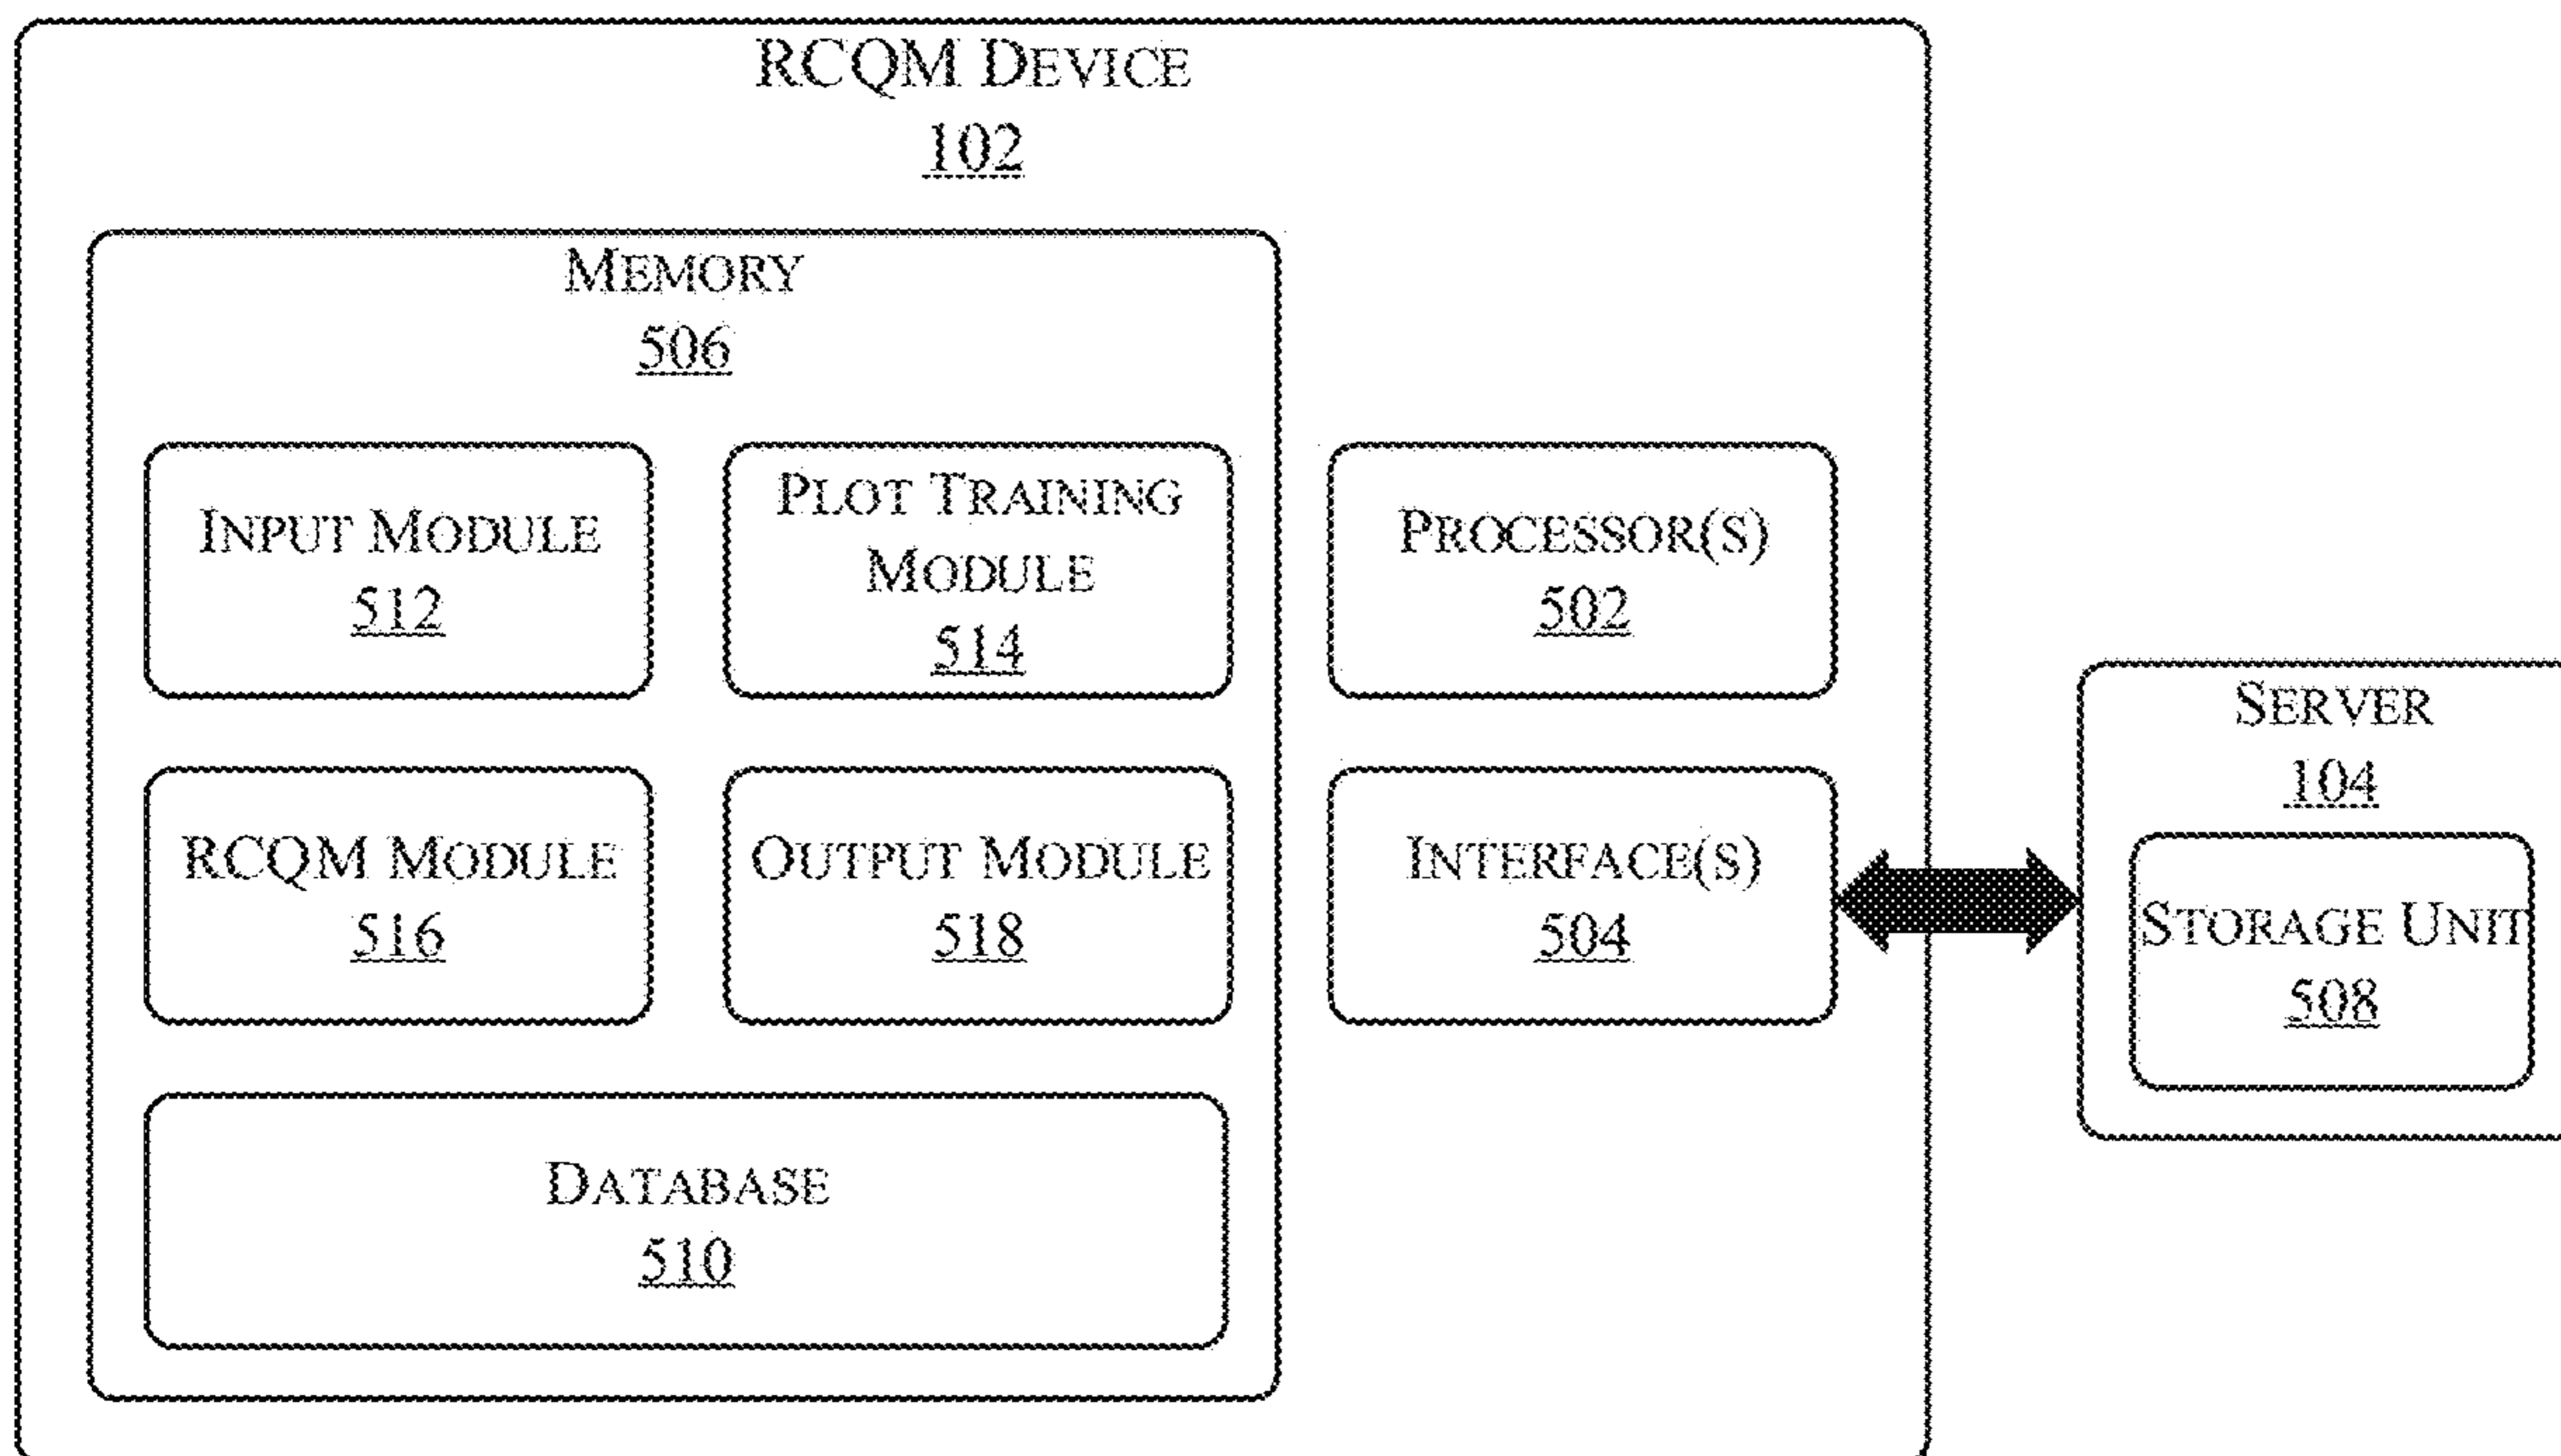 RCQM DEVICE
102
MEMORY
506
INPUT MODULE
512
PLOT TRAINING
MODULE
514
PROCESSOR(S)
502
RCQM MODULE
516
OUTPUT MODULE
518
INTERFACE(S)
504
SERVER
104
STORAGE UNIT
508
DATABASE
510